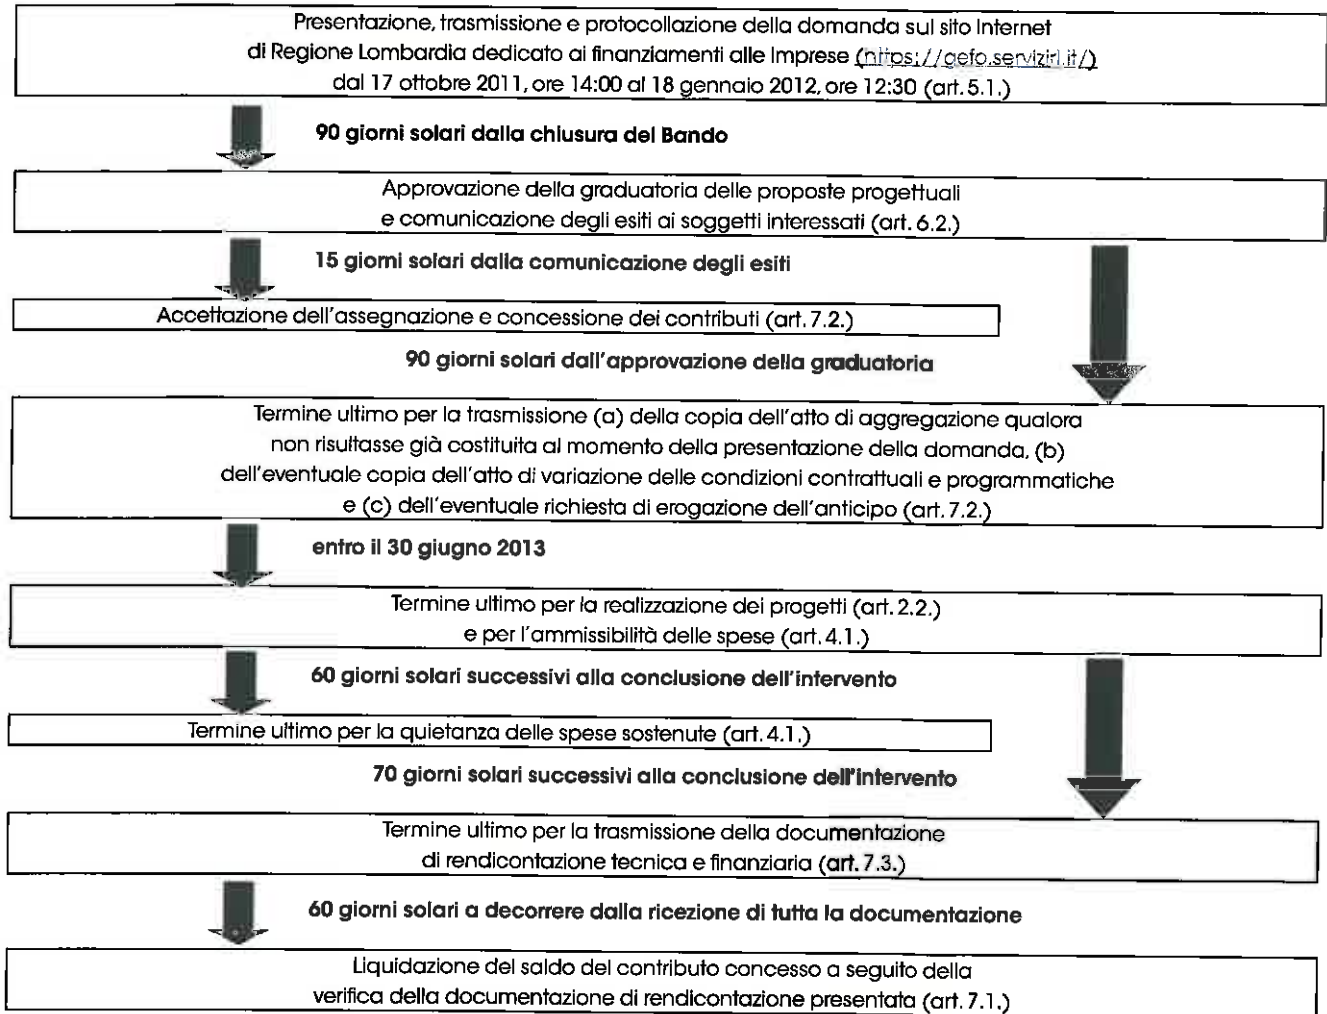 Presentazione, trasmissione e protocollazione della domanda sul sito Internet
di Regione Lombardia dedicato ai finanziamenti alle Imprese (https://gefo.servizirl.it/)
dal 17 ottobre 2011, ore 14:00 al 18 gennaio 2012, ore 12:30 (art. 5.1.)
90 giorni solari dalla chiusura del Bando
Approvazione della graduatoria delle proposte progettuali
e comunicazione degli esiti ai soggetti interessati (art. 6.2.)
15 giorni solari dalla comunicazione degli esiti
Accettazione dell'assegnazione e concessione dei contributi (art. 7.2.)
90 giorni solari dall'approvazione della graduatoria
Termine ultimo per la trasmissione (a) della copia dell'atto di aggregazione qualora
non risultasse già costituita al momento della presentazione della domanda, (b)
dell'eventuale copia dell'atto di variazione delle condizioni contrattuali e programmatiche
e (c) dell'eventuale richiesta di erogazione dell'anticipo (art. 7.2.)
entro il 30 giugno 2013
Termine ultimo per la realizzazione dei progetti (art. 2.2.)
e per l'ammissibilità delle spese (art. 4.1.)
60 giorni solari successivi alla conclusione dell'intervento
Termine ultimo per la quietanza delle spese sostenute (art. 4.1.)
70 giorni solari successivi alla conclusione dell'intervento
Termine ultimo per la trasmissione della documentazione
di rendicontazione tecnica e finanziaria (art. 7.3.)
60 giorni solari a decorrere dalla ricezione di tutta la documentazione
Liquidazione del saldo del contributo concesso a seguito della
verifica della documentazione di rendicontazione presentata (art. 7.1.)